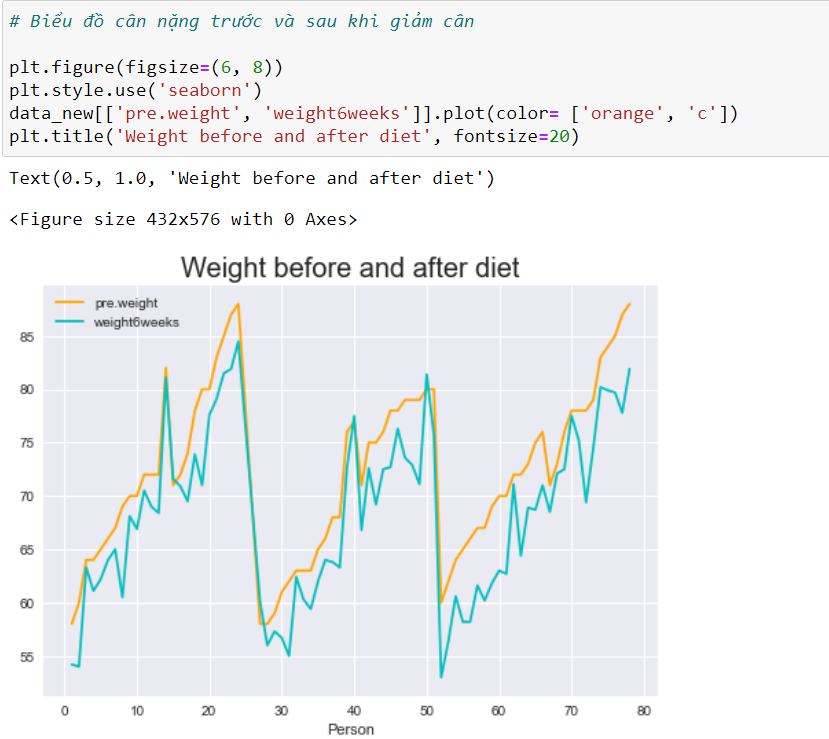 # Biểu đồ cân nặng trước và sau khi giảm cân
plt.figure(figsize=(6, 8))
plt.style.use('seaborn')
data_new[['pre.weight', 'weight6weeks']].plot(color= ['orange', 'c'])
plt.title('Weight before and after diet', fontsize=20)
Text(0.5, 1.0, 'Weight before and after diet')
<Figure size 432x576 with 0 Axes>
Weight before and after diet
pre.weight
weight6weeks
85
80
75
70
65
60
55
0 10 20 30 40 50 60 70 80
Person